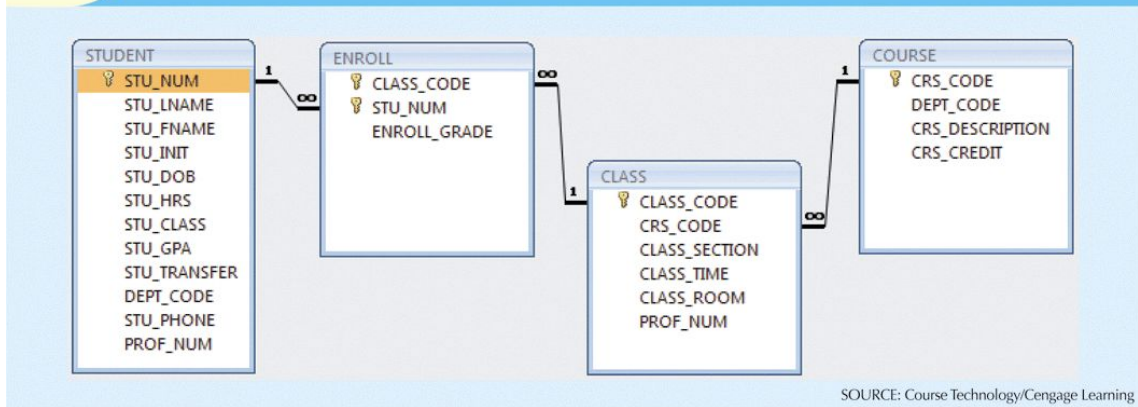 STUDENT
STU_NUM
STU_LNAME
STU_FNAME
STU_INIT
STU_DOB
STU_HRS
STU_CLASS
STU_GPA
STU_TRANSFER
DEPT_CODE
STU_PHONE
PROF_NUM
1
∞
ENROLL
CLASS_CODE
STU_NUM
ENROLL_GRADE
∞
1
CLASS
CLASS_CODE
CRS_CODE
CLASS_SECTION
CLASS_TIME
CLASS_ROOM
PROF_NUM
∞
1
COURSE
CRS_CODE
DEPT_CODE
CRS_DESCRIPTION
CRS_CREDIT
SOURCE: Course Technology/Cengage Learning